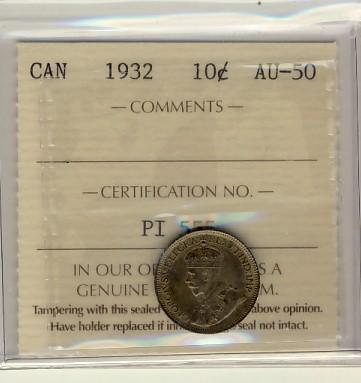 CAN 1932 10¢ AU-50
— COMMENTS —
— CERTIFICATION NO. —
PI
IN OUR A
GENUINE M.
Tampering with this sealed above opinion.
Have holder replaced if seal not intact.